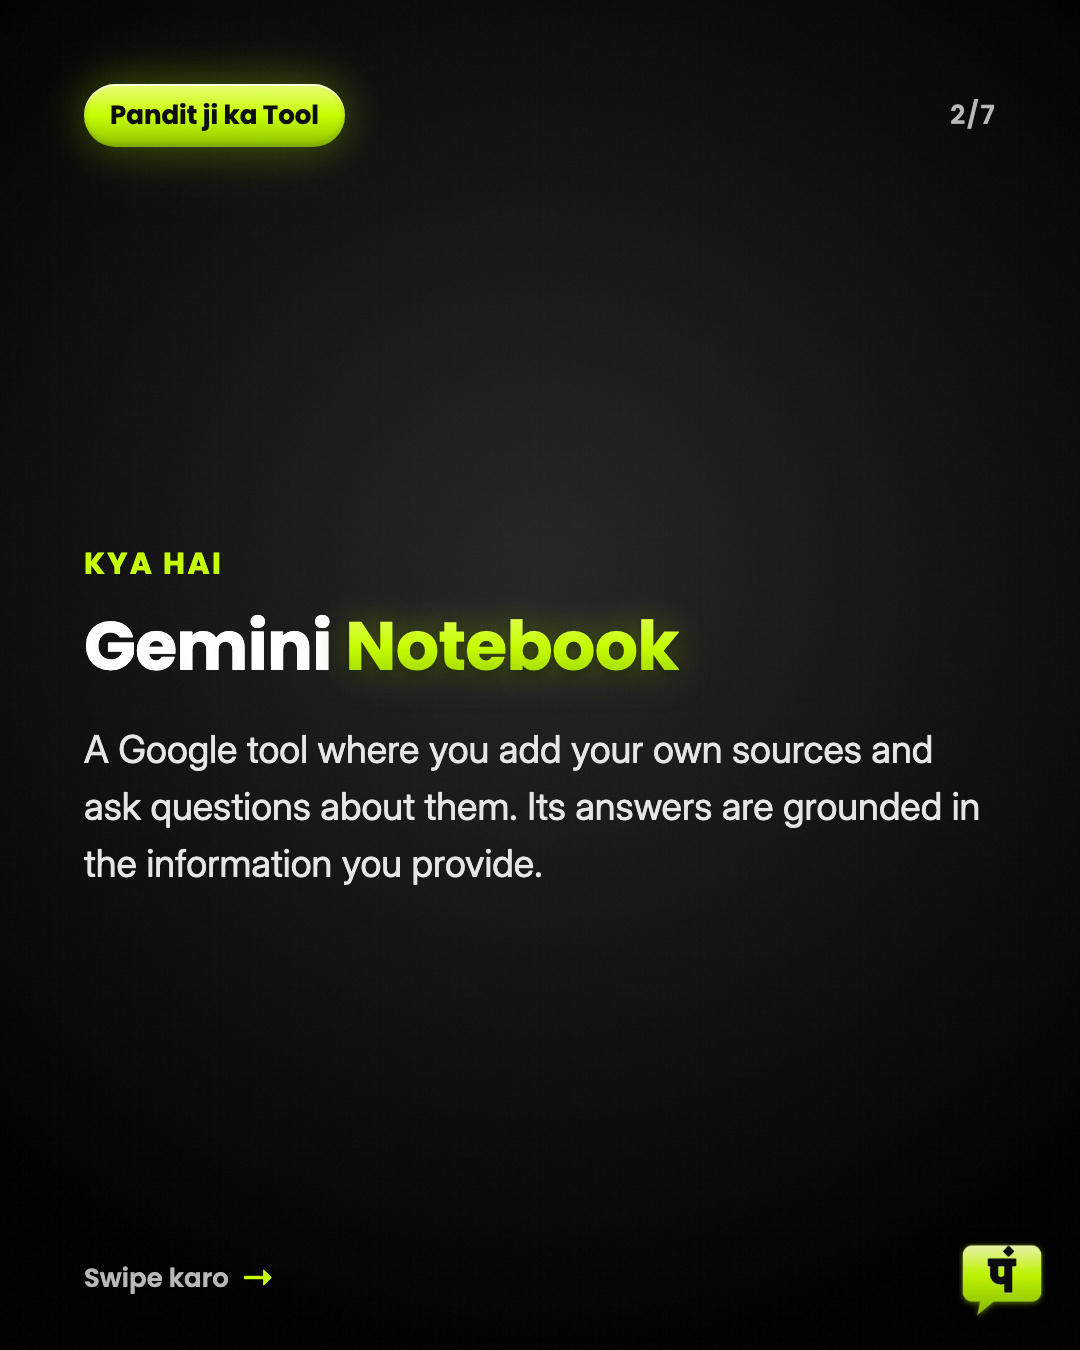 Pandit ji ka Tool
2/7
KYA HAI
Gemini Notebook
A Google tool where you add your own sources and
ask questions about them. Its answers are grounded in
the information you provide.
Swipe karo →
पं